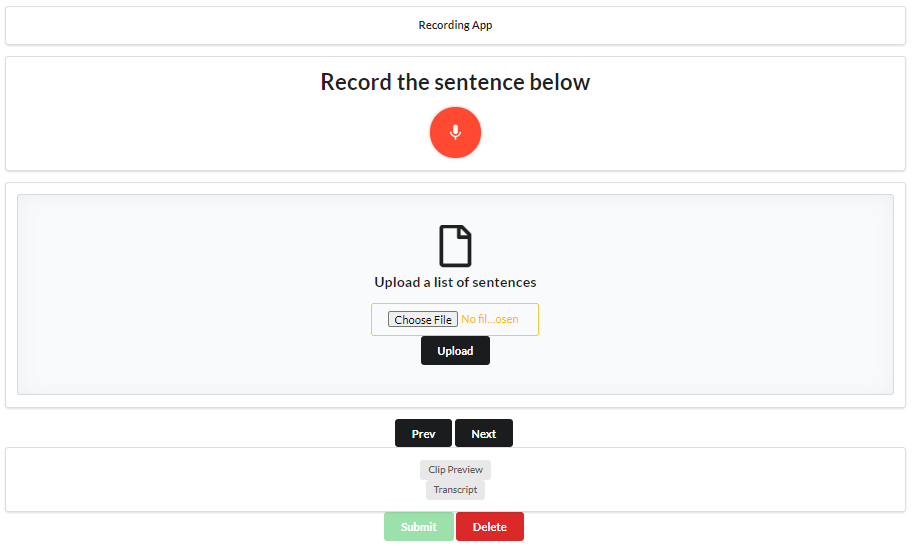 Recording App
Record the sentence below
Upload a list of sentences
Choose File No fil...osen
Upload
Prev Next
Clip Preview
Transcript
Submit Delete